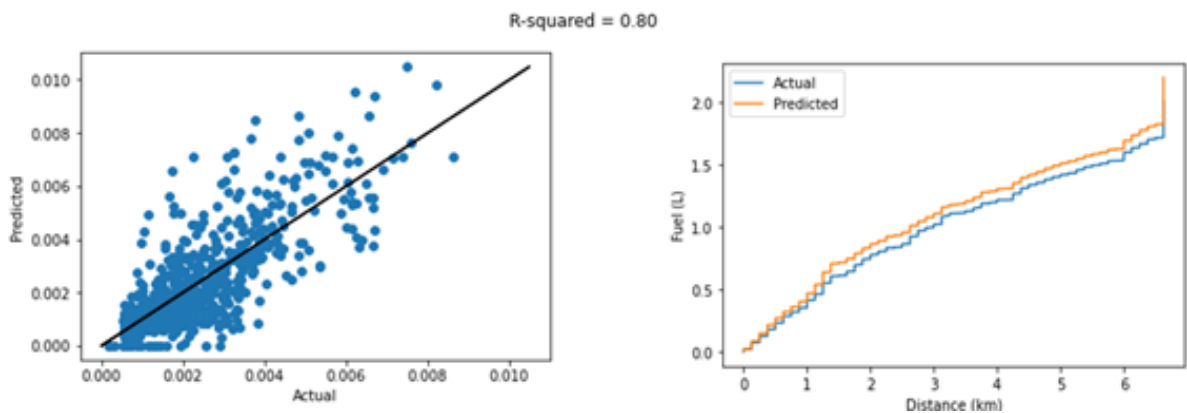 R-squared = 0.80
0.010
0.008
0.006
0.004
0.002
0.000
Predicted
0.000 0.002 0.004 0.006 0.008 0.010
Actual
Actual
Predicted
2.0
1.5
1.0
0.5
0.0
Fuel (L)
0 1 2 3 4 5 6
Distance (km)